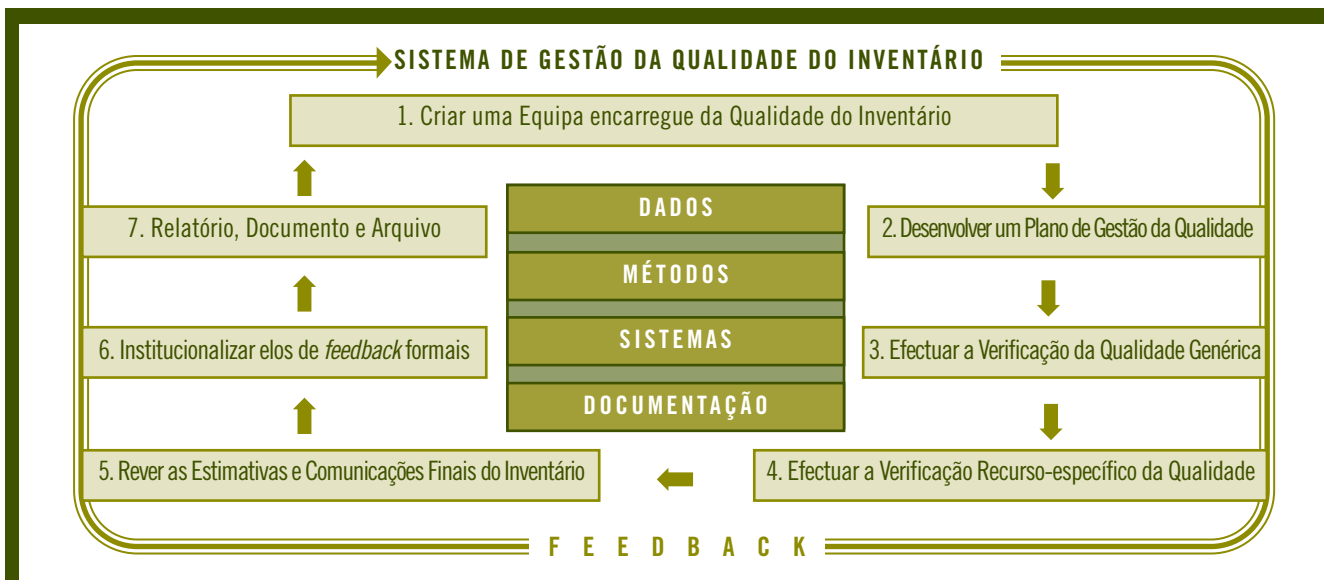 SISTEMA DE GESTÃO DA QUALIDADE DO INVENTÁRIO
1. Criar uma Equipa encarregue da Qualidade do Inventário
2. Desenvolver um Plano de Gestão da Qualidade
3. Efectuar a Verificação da Qualidade Genérica
4. Efectuar a Verificação Recurso-específico da Qualidade
5. Rever as Estimativas e Comunicações Finais do Inventário
6. Institucionalizar elos de feedback formais
7. Relatório, Documento e Arquivo
DADOS
MÉTODOS
SISTEMAS
DOCUMENTAÇÃO
FEEDBACK